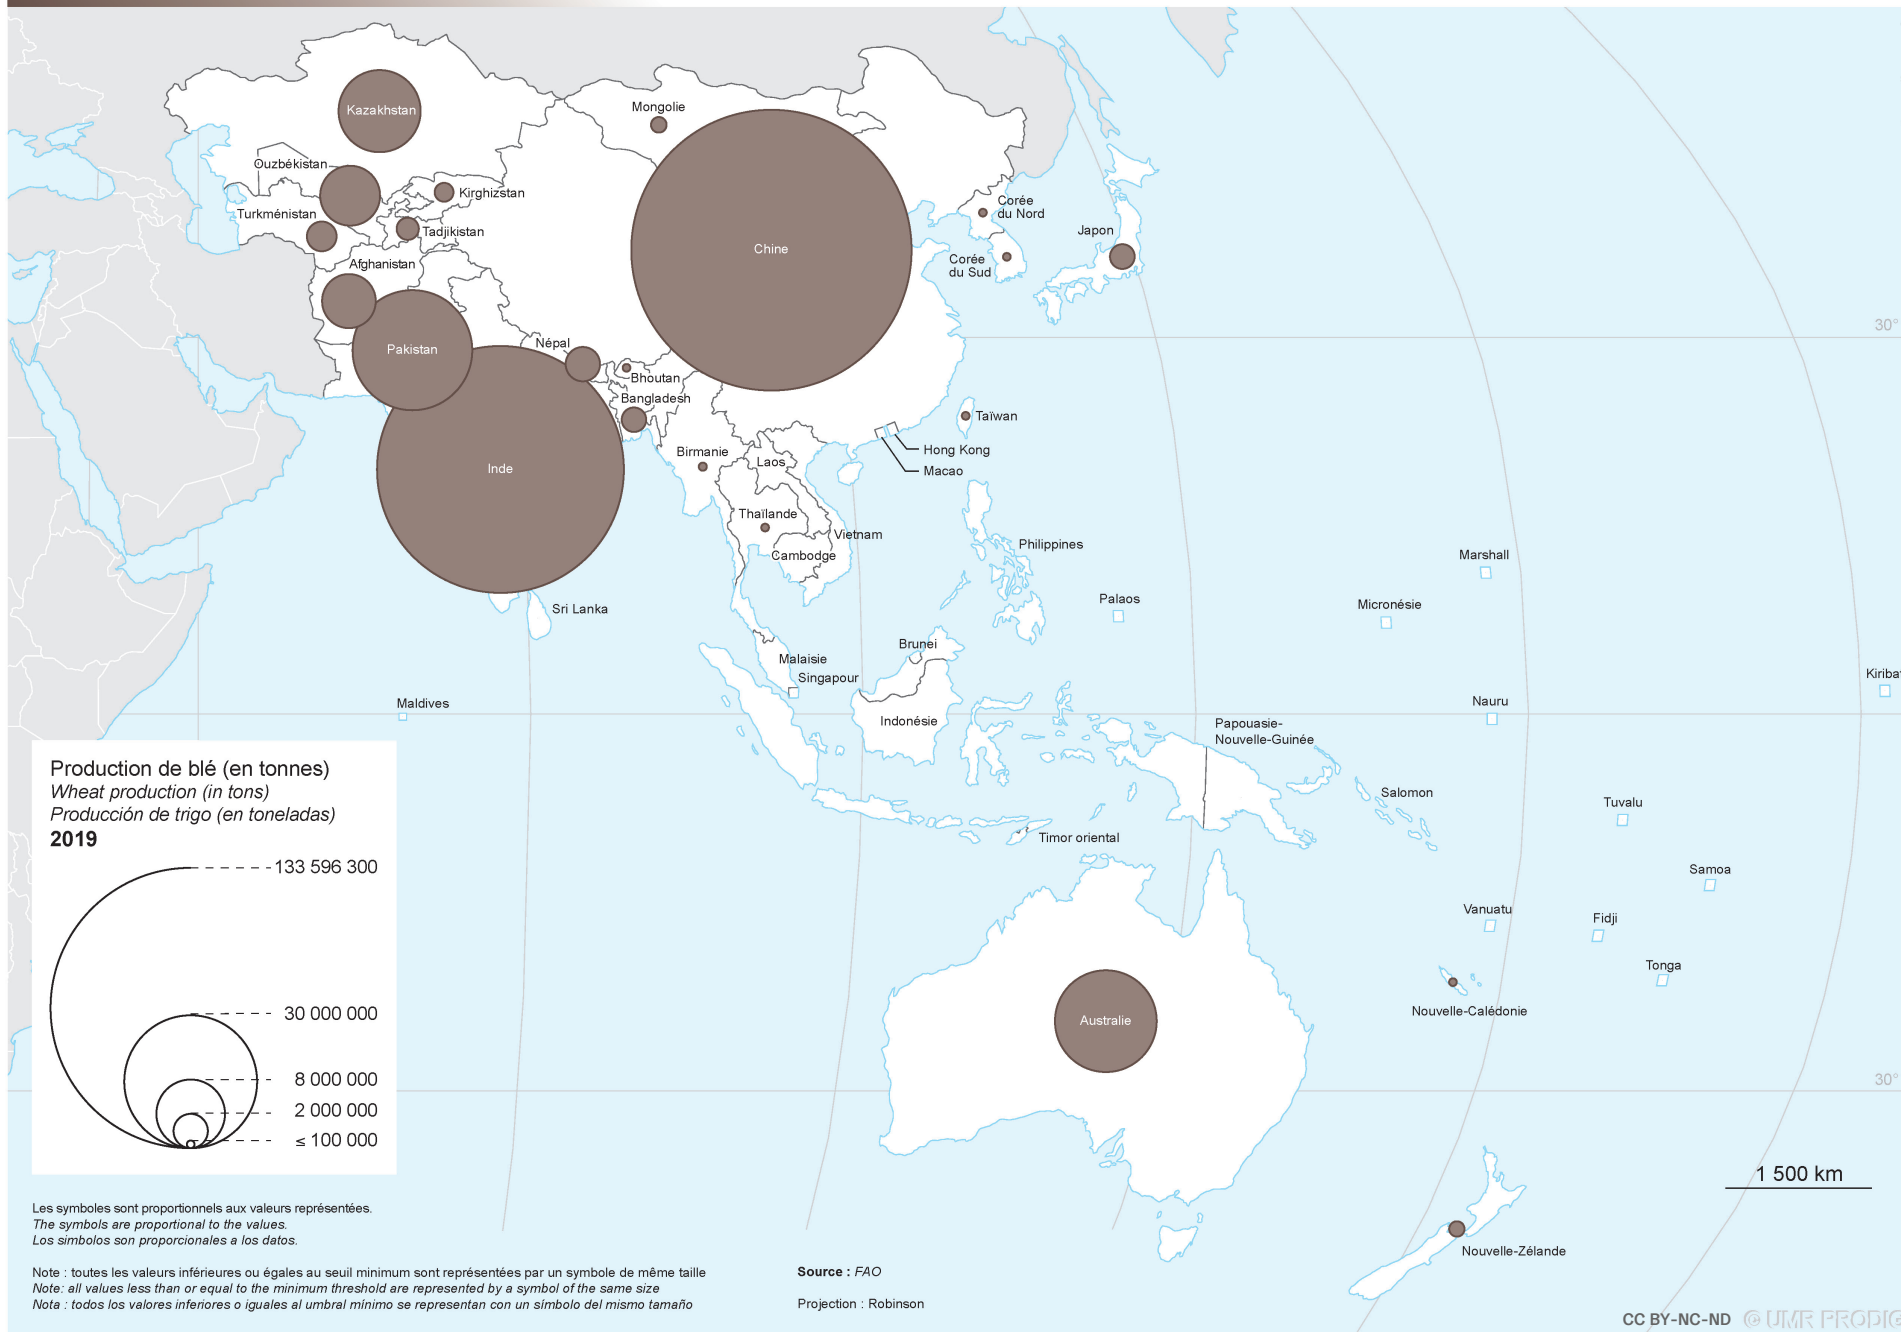 Kazakhstan
Mongolie
Ouzbékistan
Kirghizstan
Turkménistan
Tadjikistan
Corée
du Nord
Japon
Chine
Corée
du Sud
Afghanistan
30°
Népal
Pakistan
Bhoutan
Bangladesh
Taïwan
Birmanie
Hong Kong
Laos
Macao
Inde
Thaïlande
Vietnam
Philippines
Cambodge
Marshall
Palaos
Micronésie
Sri Lanka
Brunei
Malaisie
Singapour
Kiriba
Maldives
Nauru
Indonésie
Papouasie-
Nouvelle-Guinée
Salomon
Tuvalu
Timor oriental
Samoa
Vanuatu
Fidji
Tonga
Nouvelle-Calédonie
Australie
30°
Production de blé (en tonnes)
Wheat production (in tons)
Producción de trigo (en toneladas)
2019
133 596 300
30 000 000
8 000 000
2 000 000
≤ 100 000
1 500 km
Nouvelle-Zélande
Les symboles sont proportionnels aux valeurs représentées.
The symbols are proportional to the values.
Los simbolos son proporcionales a los datos.
Note : toutes les valeurs inférieures ou égales au seuil minimum sont représentées par un symbole de même taille
Note: all values less than or equal to the minimum threshold are represented by a symbol of the same size
Nota : todos los valores inferiores o iguales al umbral mínimo se representan con un símbolo del mismo tamaño
Source : FAO
Projection : Robinson
CC BY-NC-ND © UMR PRODIG